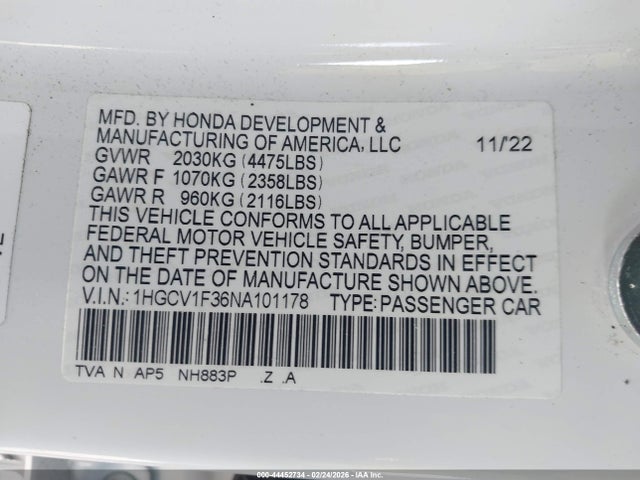 MFD. BY HONDA DEVELOPMENT &
MANUFACTURING OF AMERICA, LLC 11/'22
GVWR 2030KG (4475LBS)
GAWR F 1070KG (2358LBS)
GAWR R 960KG (2116LBS)
THIS VEHICLE CONFORMS TO ALL APPLICABLE
FEDERAL MOTOR VEHICLE SAFETY, BUMPER,
AND THEFT PREVENTION STANDARDS IN EFFECT
ON THE DATE OF MANUFACTURE SHOWN ABOVE.
V.I.N.: 1HGCV1F36NA101178 TYPE: PASSENGER CAR
TVA N AP5 NH883P .Z .A
000-44452734 - 02/24/2026 - IAA Inc.